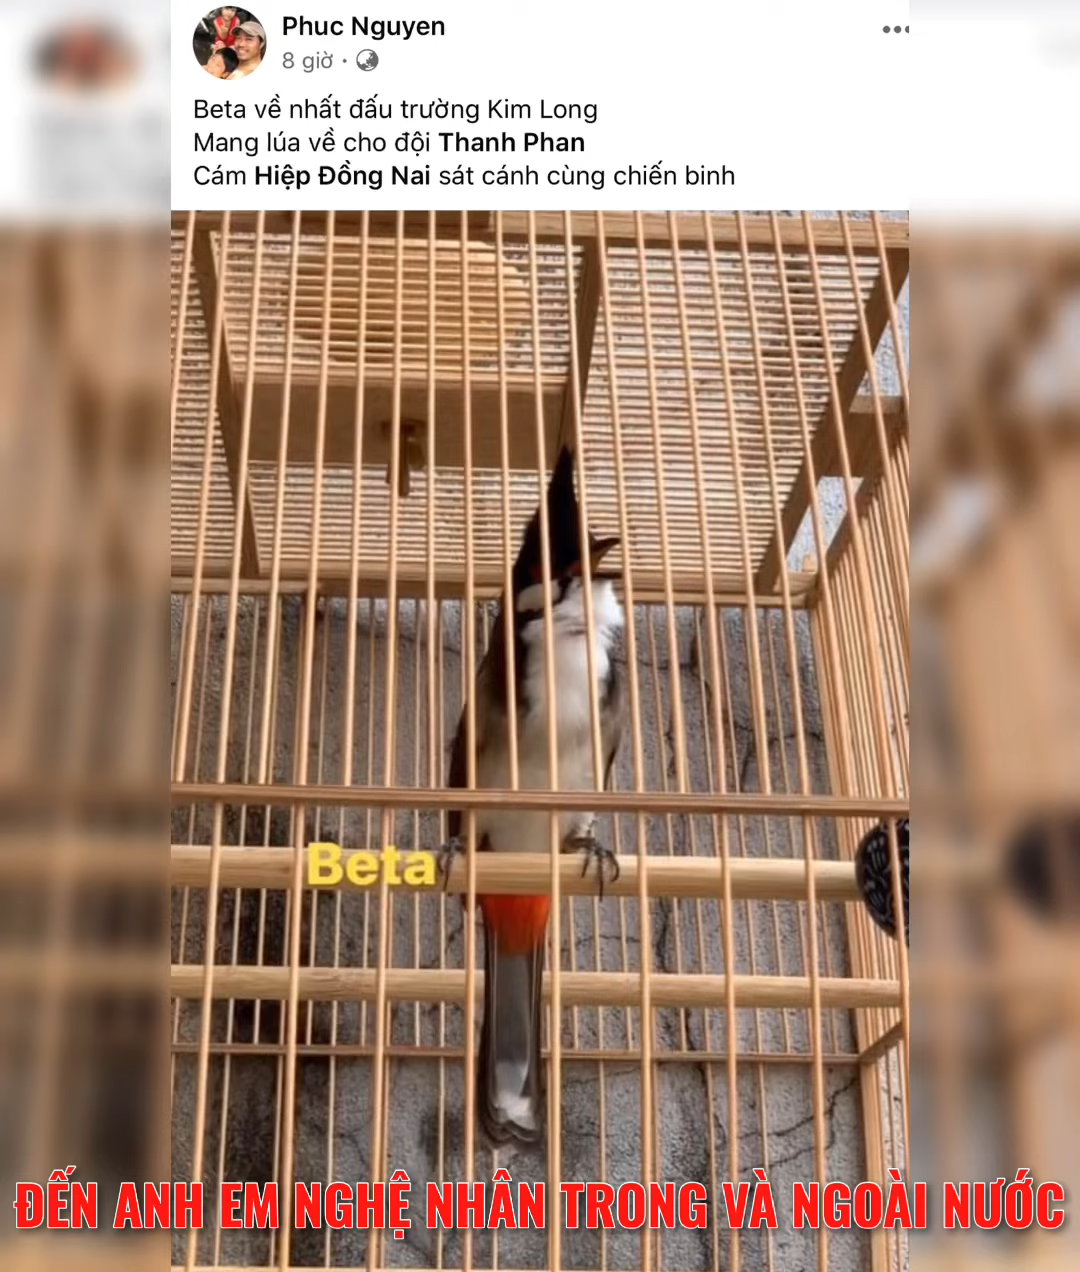 Phuc Nguyen
8 giờ ·
Beta về nhất đấu trường Kim Long
Mang lúa về cho đội Thanh Phan
Cám Hiệp Đồng Nai sát cánh cùng chiến binh
Beta
ĐẾN ANH EM NGHỆ NHÂN TRONG VÀ NGOÀI NƯỚC